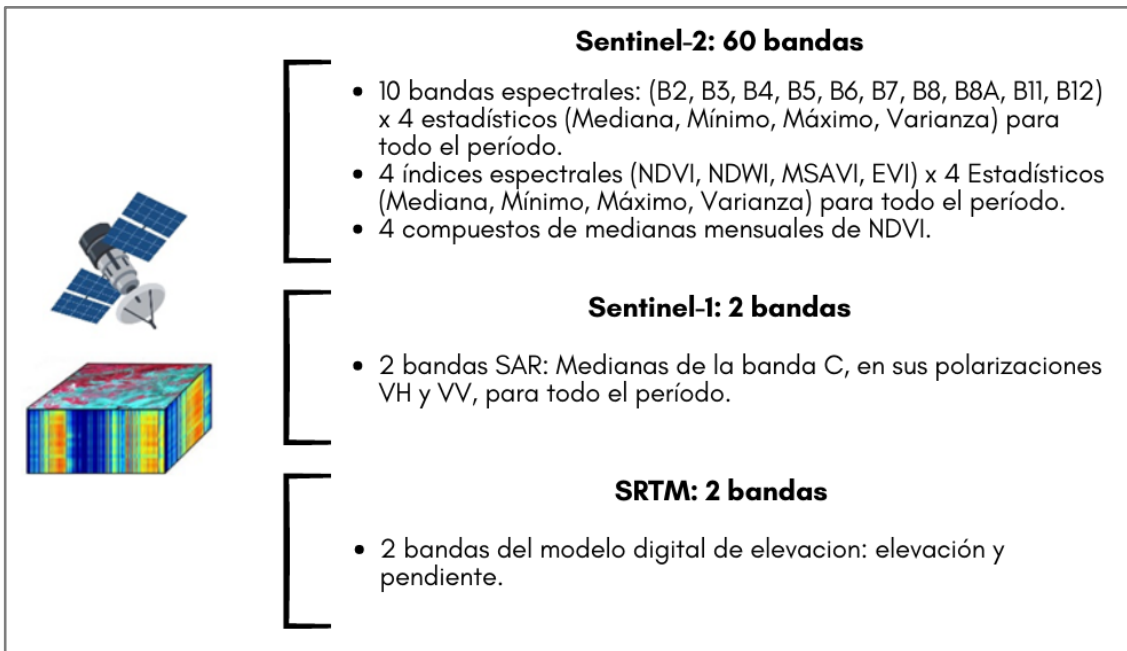 Sentinel-2: 60 bandas
• 10 bandas espectrales: (B2, B3, B4, B5, B6, B7, B8, B8A, B11, B12)
x 4 estadísticos (Mediana, Mínimo, Máximo, Varianza) para
todo el período.
• 4 índices espectrales (NDVI, NDWI, MSAVI, EVI) x 4 Estadísticos
(Mediana, Mínimo, Máximo, Varianza) para todo el período.
• 4 compuestos de medianas mensuales de NDVI.
Sentinel-1: 2 bandas
• 2 bandas SAR: Medianas de la banda C, en sus polarizaciones
VH y VV, para todo el período.
SRTM: 2 bandas
• 2 bandas del modelo digital de elevacion: elevación y
pendiente.